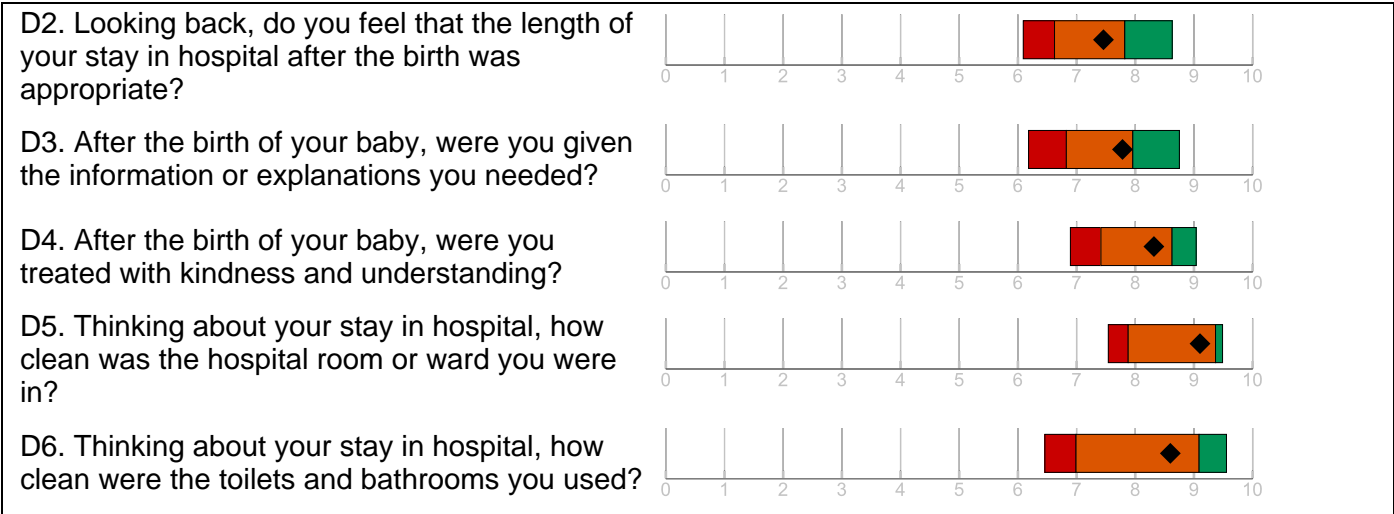 D2. Looking back, do you feel that the length of
your stay in hospital after the birth was
appropriate?
0 1 2 3 4 5 6 7 8 9 10
D3. After the birth of your baby, were you given
the information or explanations you needed?
0 1 2 3 4 5 6 7 8 9 10
D4. After the birth of your baby, were you
treated with kindness and understanding?
0 1 2 3 4 5 6 7 8 9 10
D5. Thinking about your stay in hospital, how
clean was the hospital room or ward you were
in?
0 1 2 3 4 5 6 7 8 9 10
D6. Thinking about your stay in hospital, how
clean were the toilets and bathrooms you used?
0 1 2 3 4 5 6 7 8 9 10